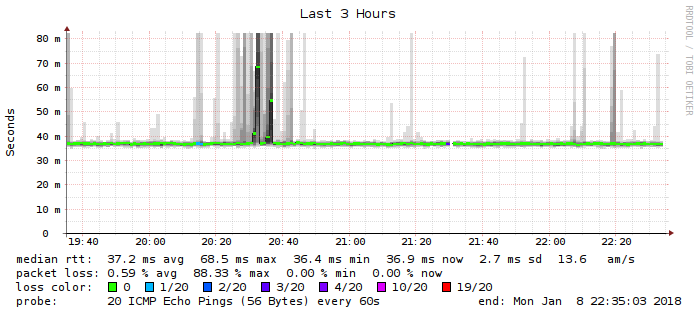 Last 3 Hours
RRDTOOL / TOBI OETIKER
Seconds
80 m
70 m
60 m
50 m
40 m
30 m
20 m
10 m
0
19:40 20:00 20:20 20:40 21:00 21:20 21:40 22:00 22:20
median rtt: 37.2 ms avg 68.5 ms max 36.4 ms min 36.9 ms now 2.7 ms sd 13.6 am/s
packet loss: 0.59 % avg 88.33 % max 0.00 % min 0.00 % now
loss color: 0 1/20 2/20 3/20 4/20 10/20 19/20
probe: 20 ICMP Echo Pings (56 Bytes) every 60s end: Mon Jan 8 22:35:03 2018